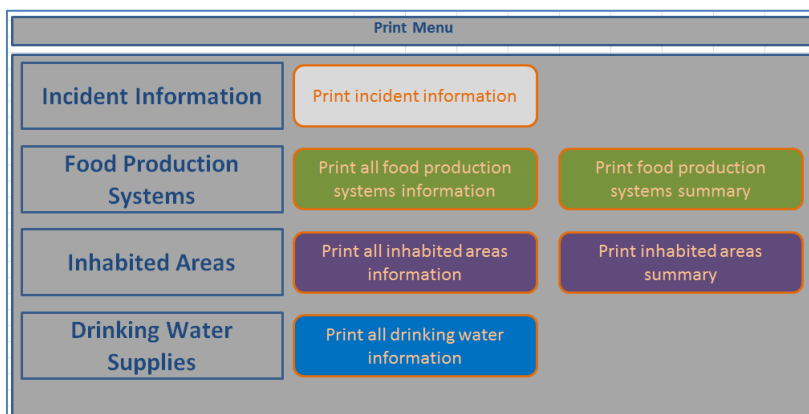 Print Menu
Incident Information
Print incident information
Food Production
Systems
Print all food production
systems information
Print food production
systems summary
Inhabited Areas
Print all inhabited areas
information
Print inhabited areas
summary
Drinking Water
Supplies
Print all drinking water
information